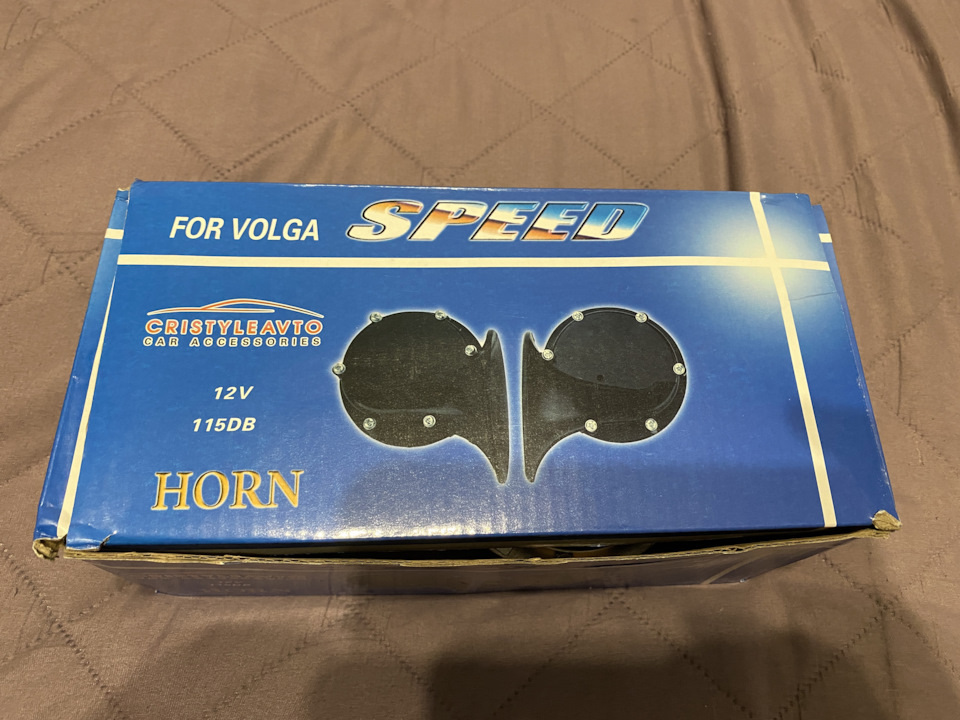 FOR VOLGA SPEED
CRISTYLEAVTO
CAR ACCESSORIES
12V
115DB
HORN